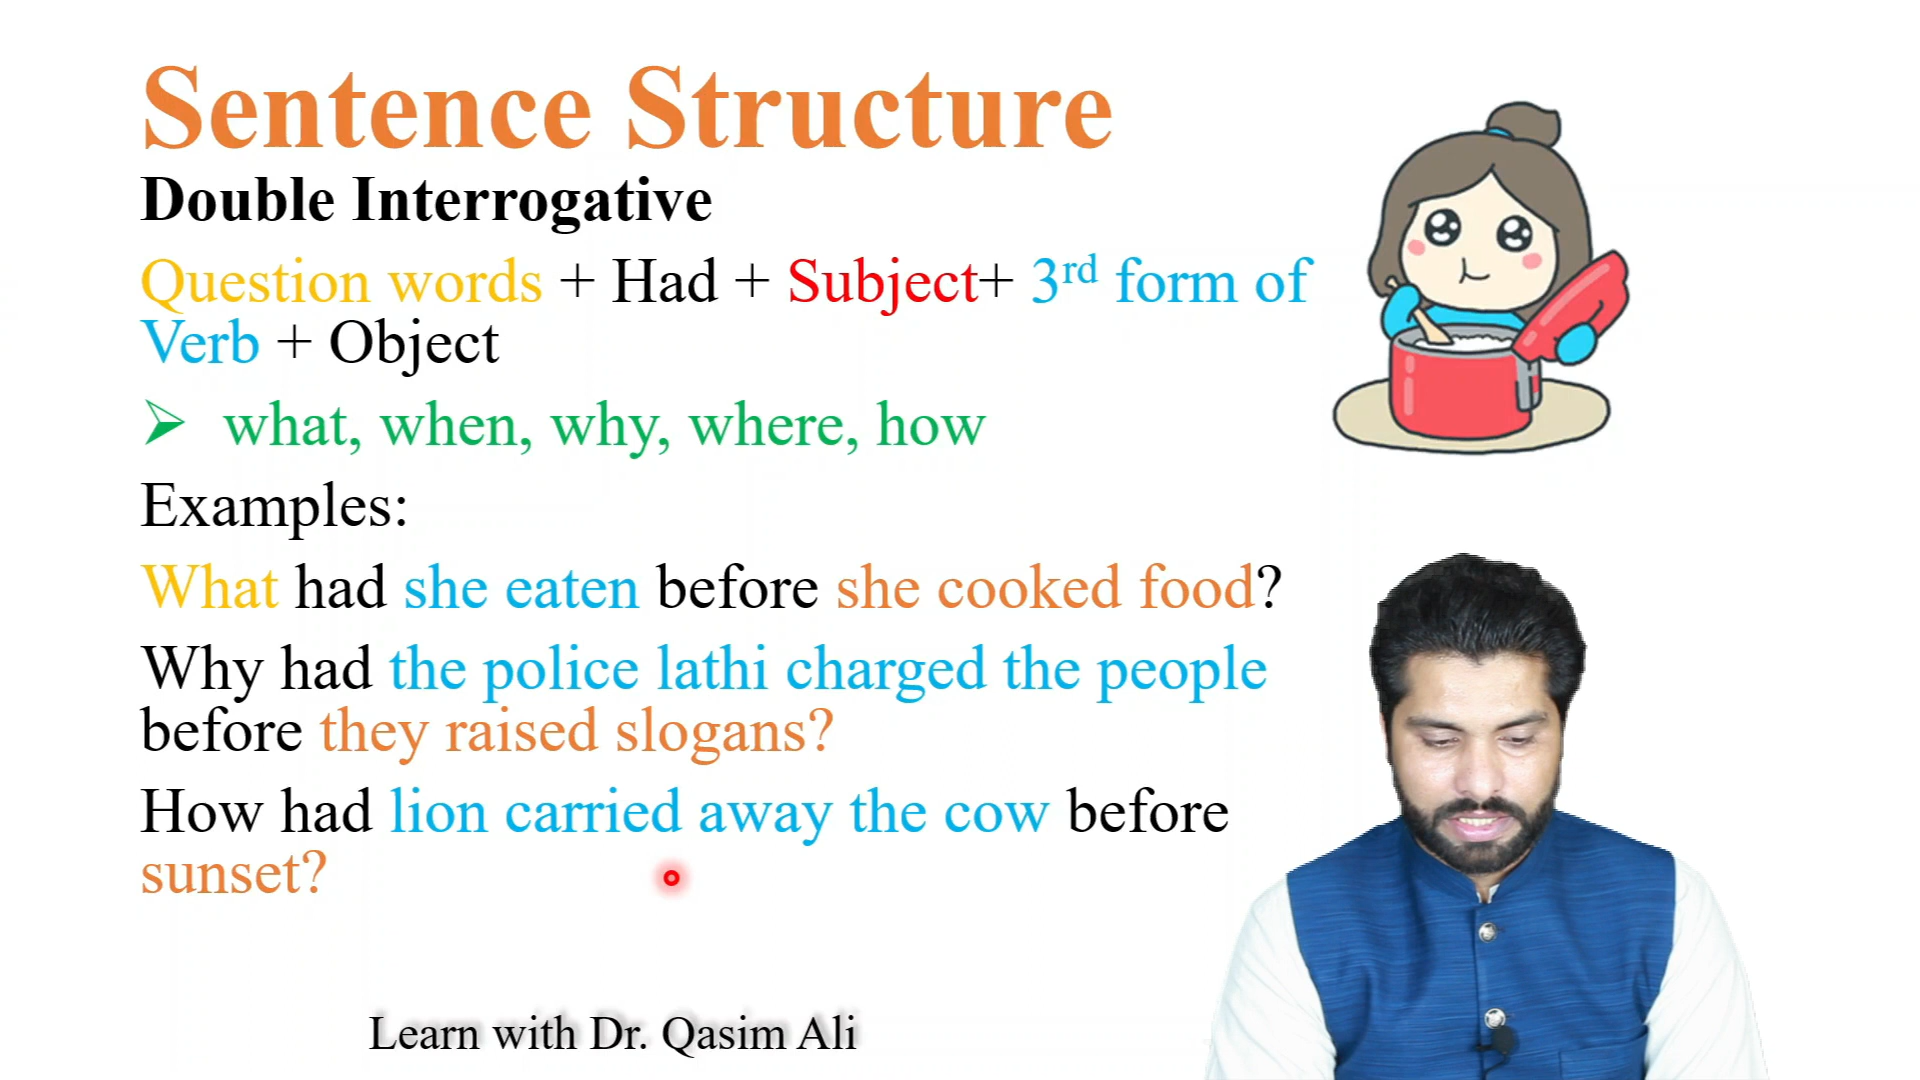 Sentence Structure
Double Interrogative
Question words + Had + Subject+ 3rd form of
Verb + Object
➢ what, when, why, where, how
Examples:
What had she eaten before she cooked food?
Why had the police lathi charged the people
before they raised slogans?
How had lion carried away the cow before
sunset?
Learn with Dr. Qasim Ali